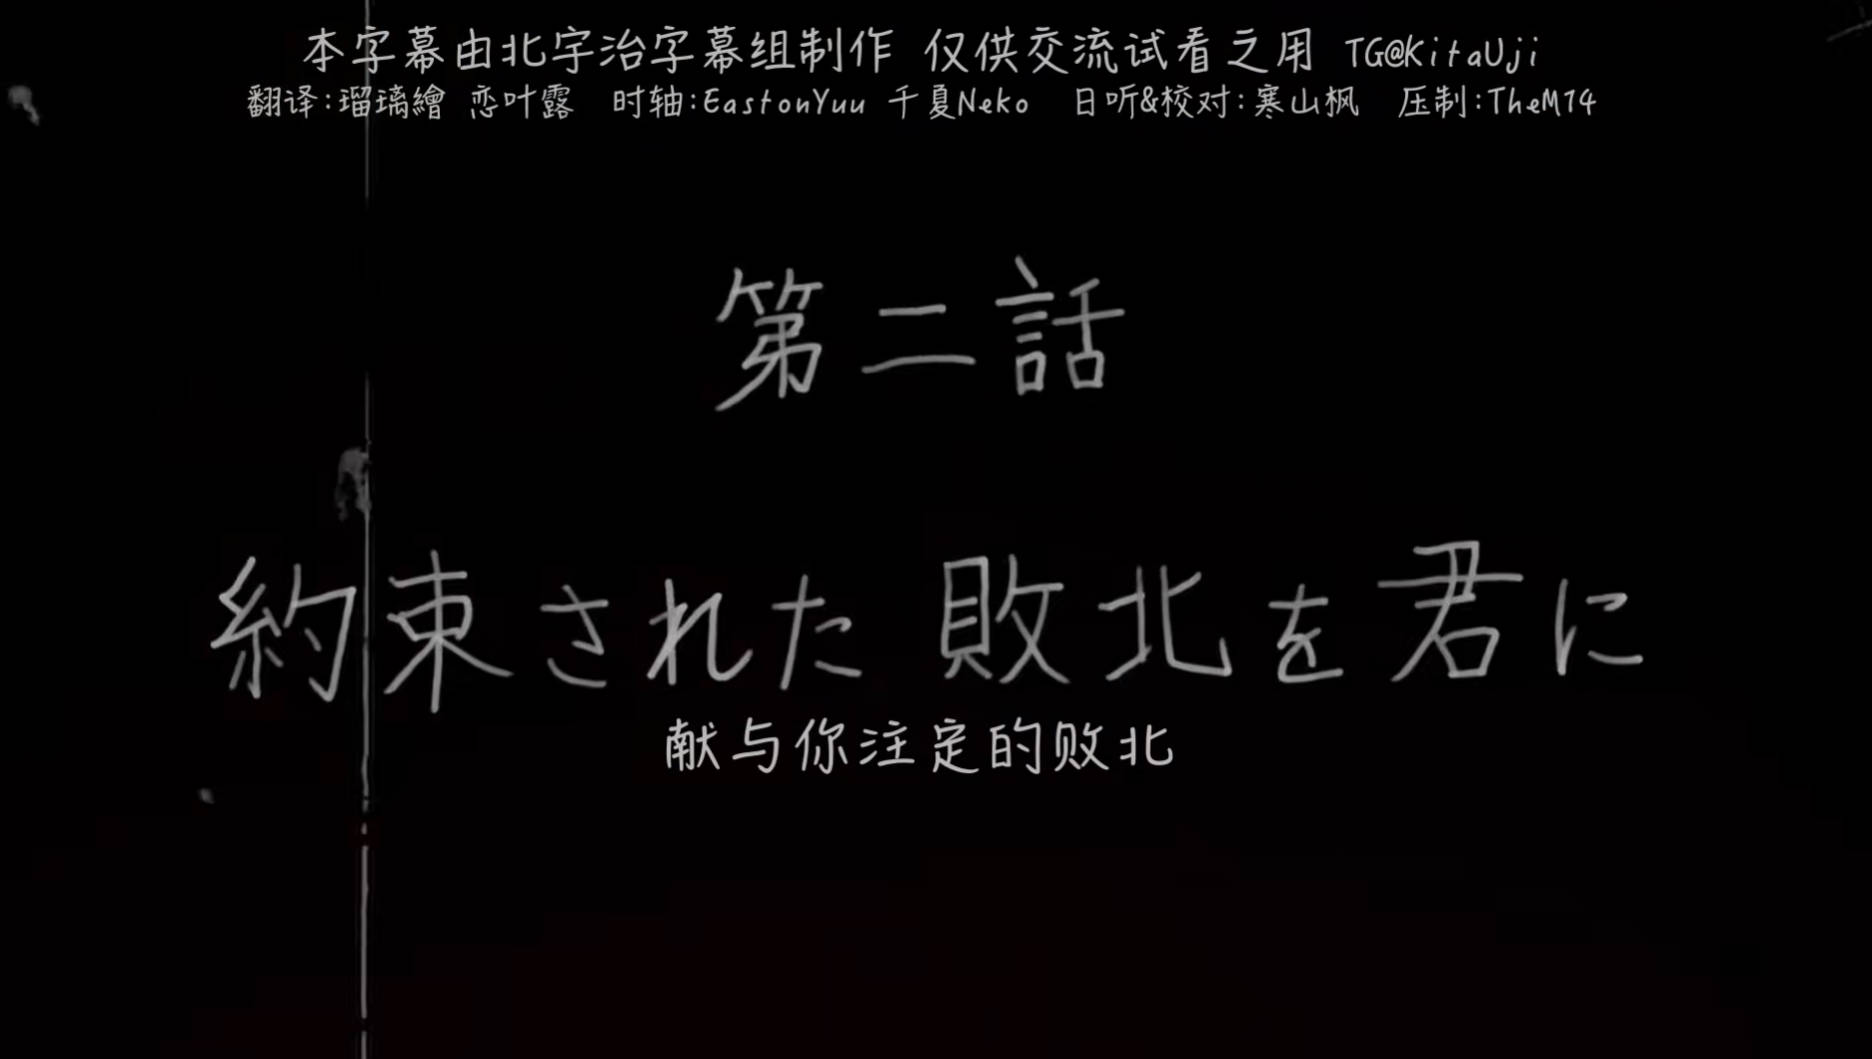 本字幕由北宇治字幕组制作 仅供交流试看之用 TG@KitaUji
翻译:瑠璃繪 恋叶露 时轴:EastonYuu 千夏Neko 日听&校对:寒山枫 压制:TheM74
第二話
約束された敗北を君に
献与你注定的败北